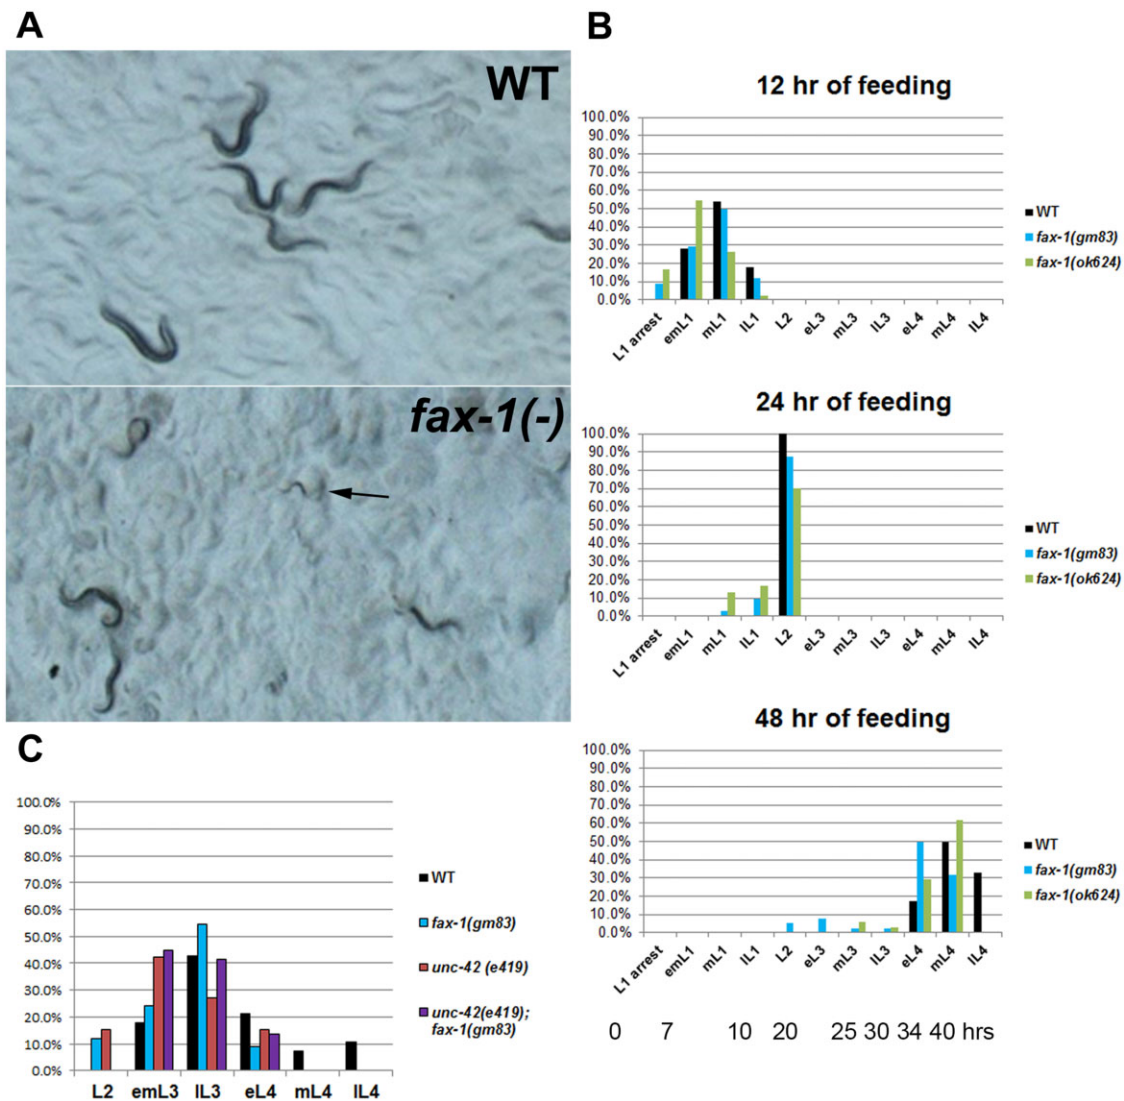 A
WT
fax-1(-)
B
12 hr of feeding
100.0%
90.0%
80.0%
70.0%
60.0%
50.0%
40.0%
30.0%
20.0%
10.0%
0.0%
L1 arrest
emL1
mL1
lL1
L2
eL3
mL3
lL3
eL4
mL4
lL4
WT
fax-1(gm83)
fax-1(ok624)
24 hr of feeding
100.0%
90.0%
80.0%
70.0%
60.0%
50.0%
40.0%
30.0%
20.0%
10.0%
0.0%
L1 arrest
emL1
mL1
lL1
L2
eL3
mL3
lL3
eL4
mL4
lL4
WT
fax-1(gm83)
fax-1(ok624)
48 hr of feeding
100.0%
90.0%
80.0%
70.0%
60.0%
50.0%
40.0%
30.0%
20.0%
10.0%
0.0%
L1 arrest
emL1
mL1
lL1
L2
eL3
mL3
lL3
eL4
mL4
lL4
WT
fax-1(gm83)
fax-1(ok624)
0 7 10 20 25 30 34 40 hrs
C
100.0%
90.0%
80.0%
70.0%
60.0%
50.0%
40.0%
30.0%
20.0%
10.0%
0.0%
L2 emL3 lL3 eL4 mL4 lL4
WT
fax-1(gm83)
unc-42 (e419)
unc-42(e419);
fax-1(gm83)